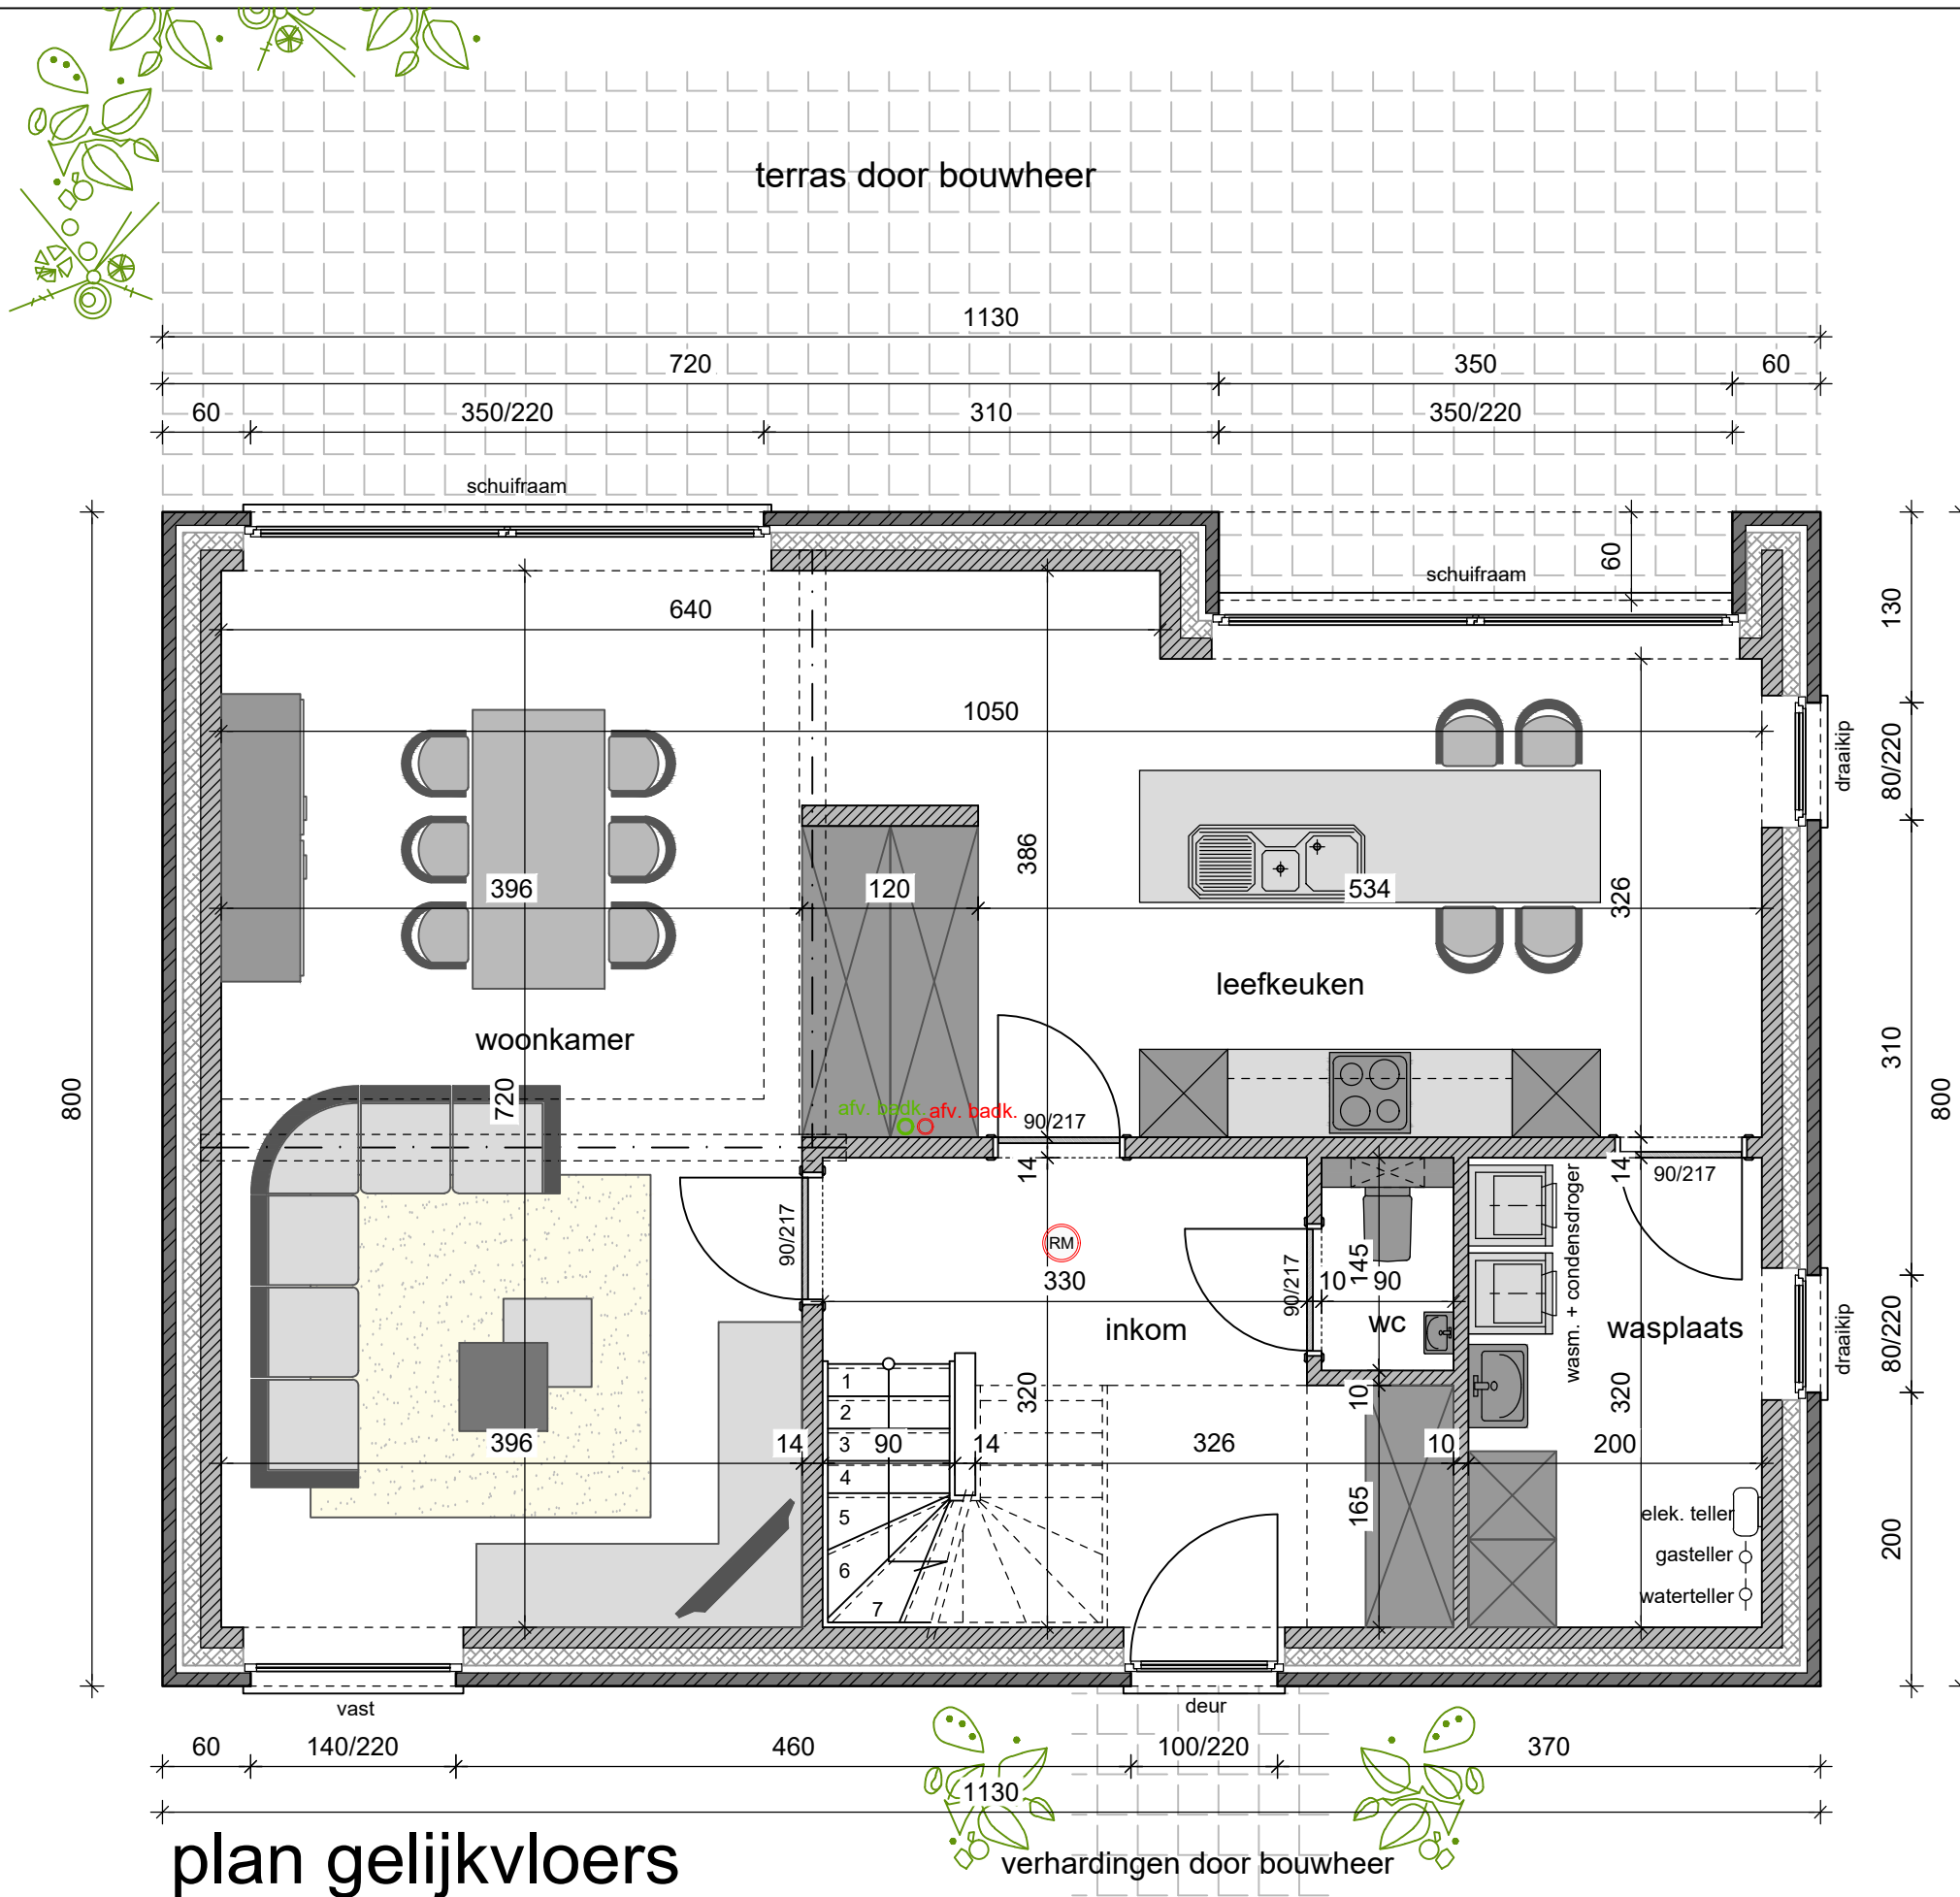 terras door bouwheer
1130
720 350 60
60 350/220 310 350/220
schuifraam
schuifraam
60
130
640
1050
draaikip
80/220
386
396 120 534
326
leefkeuken
woonkamer
310
800
720
800
afv. badk. afv. badk.
90/217
14
14
90/217
90/217
RM
330
90/217
10
145
90
wasm. + condensdroger
inkom
wc
wasplaats
draaikip
80/220
1
2
3
4
5
6
7
320
10
320
396 14 90 14 326 10 200
165
elek. teller
gasteller
waterteller
200
vast
deur
60 140/220 460 100/220 370
1130
plan gelijkvloers
verhardingen door bouwheer